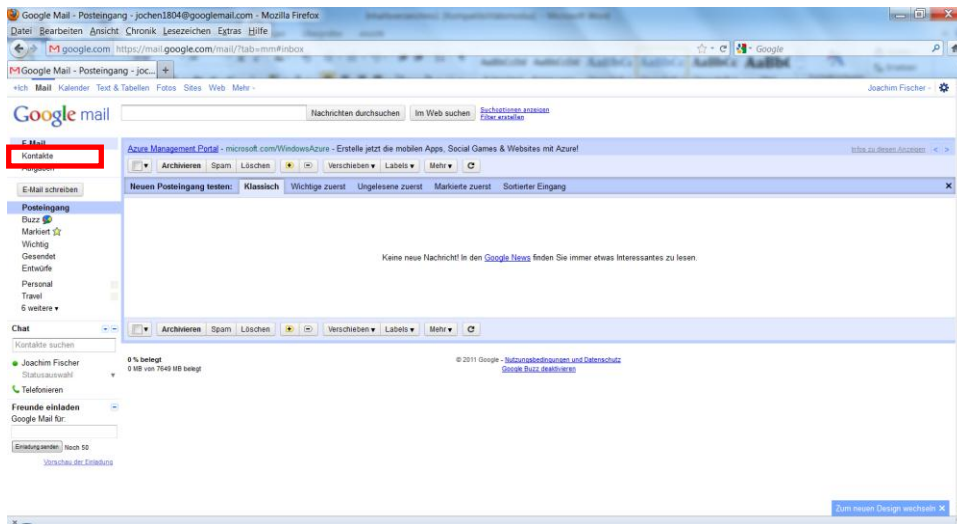 Google Mail - Posteingang - jochen1804@googlemail.com - Mozilla Firefox
Datei Bearbeiten Ansicht Chronik Lesezeichen Extras Hilfe
google.com https://mail.google.com/mail/?tab=mm#inbox Google
Google Mail - Posteingang - joc... +
+Ich Mail Kalender Text & Tabellen Fotos Sites Web Mehr Joachim Fischer
Google mail Nachrichten durchsuchen Im Web suchen Suchoptionen anzeigen
Filter erstellen
E-Mail
Kontakte
Aufgaben
E-Mail schreiben
Posteingang
Buzz
Markiert
Wichtig
Gesendet
Entwürfe
Personal
Travel
6 weitere ▾
Chat
Kontakte suchen
Joachim Fischer
Statusauswahl
Telefonieren
Freunde einladen
Google Mail für:
Einladung senden Noch 50
Vorschau der Einladung
Azure Management Portal - microsoft.com/WindowsAzure - Erstelle jetzt die mobilen Apps, Social Games & Websites mit Azure! Infos zu diesen Anzeigen < >
Archivieren Spam Löschen Verschieben ▾ Labels ▾ Mehr ▾
Neuen Posteingang testen: Klassisch Wichtige zuerst Ungelesene zuerst Markierte zuerst Sortierter Eingang ×
Keine neue Nachricht! In den Google News finden Sie immer etwas Interessantes zu lesen.
Archivieren Spam Löschen Verschieben ▾ Labels ▾ Mehr ▾
0 % belegt
0 MB von 7649 MB belegt
© 2011 Google - Nutzungsbedingungen und Datenschutz
Google Buzz deaktivieren
Zum neuen Design wechseln ×